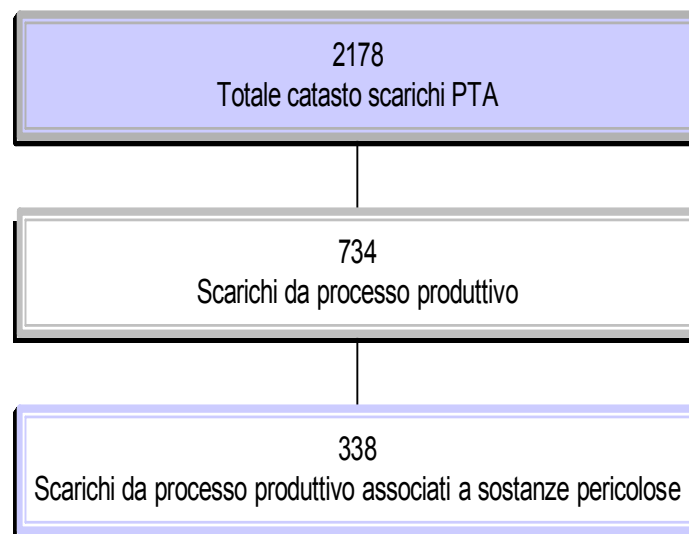 2178
Totale catasto scarichi PTA
734
Scarichi da processo produttivo
338
Scarichi da processo produttivo associati a sostanze pericolose